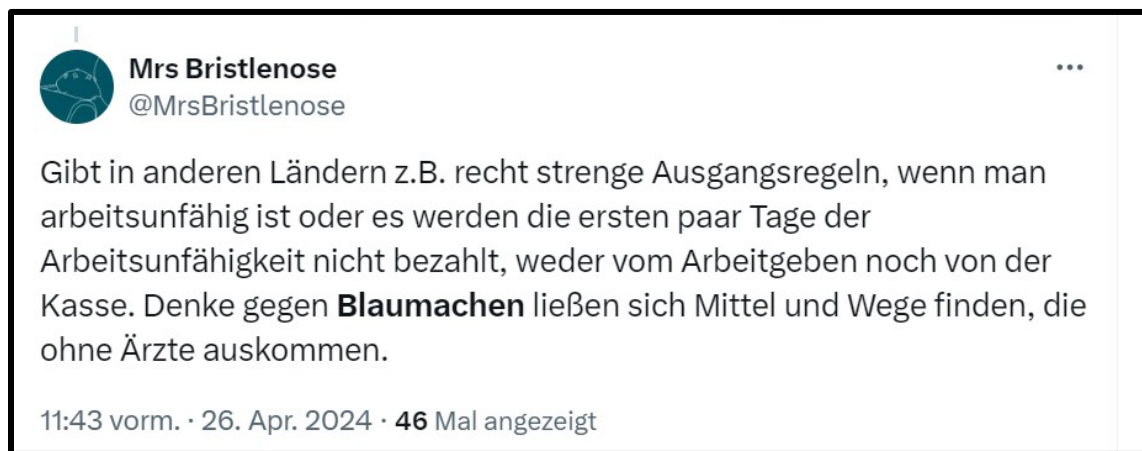 Mrs Bristlenose
@MrsBristlenose
Gibt in anderen Ländern z.B. recht strenge Ausgangsregeln, wenn man
arbeitsunfähig ist oder es werden die ersten paar Tage der
Arbeitsunfähigkeit nicht bezahlt, weder vom Arbeitgeben noch von der
Kasse. Denke gegen Blaumachen ließen sich Mittel und Wege finden, die
ohne Ärzte auskommen.
11:43 vorm. · 26. Apr. 2024 · 46 Mal angezeigt